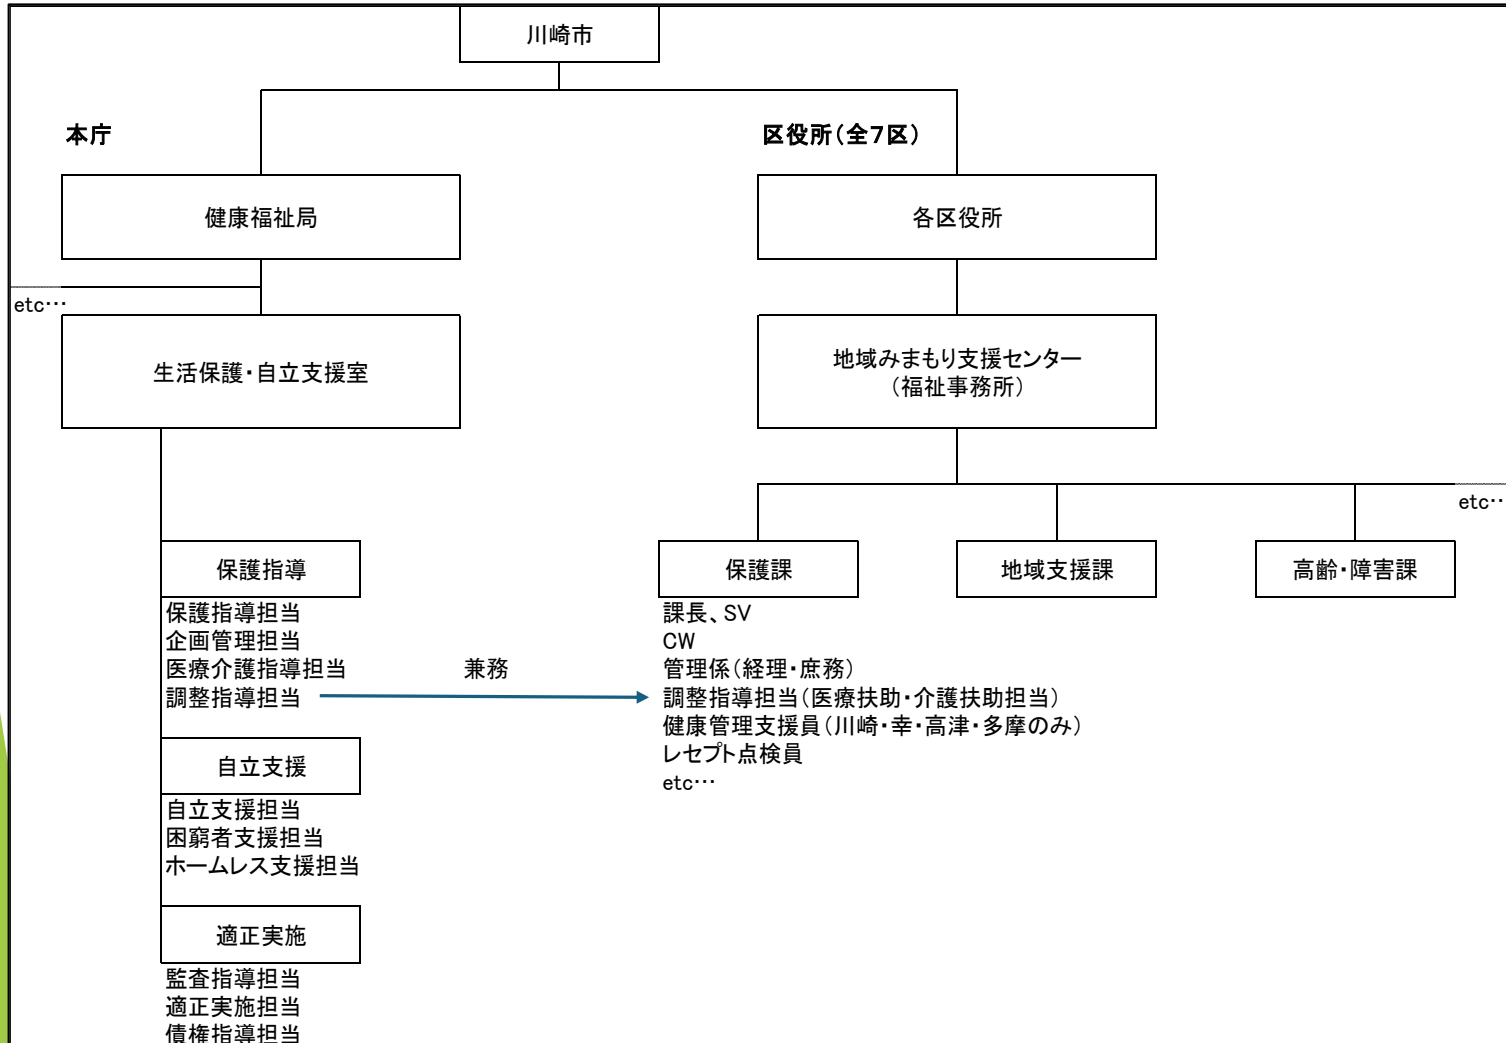 川崎市
本庁
区役所（全７区）
健康福祉局
各区役所
etc…
生活保護・自立支援室
地域みまもり支援センター
（福祉事務所）
etc‥
保護指導
保護指導担当
企画管理担当
医療介護指導担当
調整指導担当
兼務
保護課
課長、SV
CW
管理係（経理・庶務）
調整指導担当（医療扶助・介護扶助担当）
健康管理支援員（川崎・幸・高津・多摩のみ）
レセプト点検員
etc…
地域支援課
高齢・障害課
自立支援
自立支援担当
困窮者支援担当
ホームレス支援担当
適正実施
監査指導担当
適正実施担当
債権指導担当